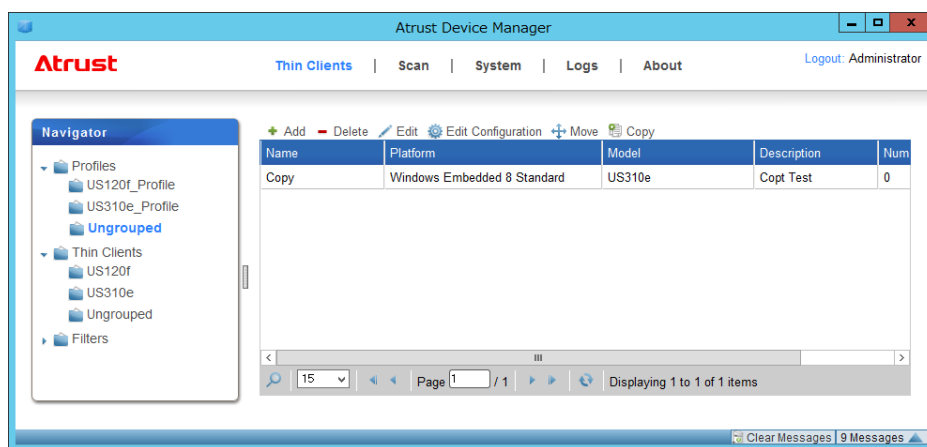 Atrust Device Manager
Atrust
Thin Clients | Scan | System | Logs | About
Logout: Administrator
Navigator
Profiles
US120f_Profile
US310e_Profile
Ungrouped
Thin Clients
US120f
US310e
Ungrouped
Filters
Add Delete Edit Edit Configuration Move Copy
Name Platform Model Description Num
Copy Windows Embedded 8 Standard US310e Copt Test 0
15 Page 1 / 1 Displaying 1 to 1 of 1 items
Clear Messages 9 Messages